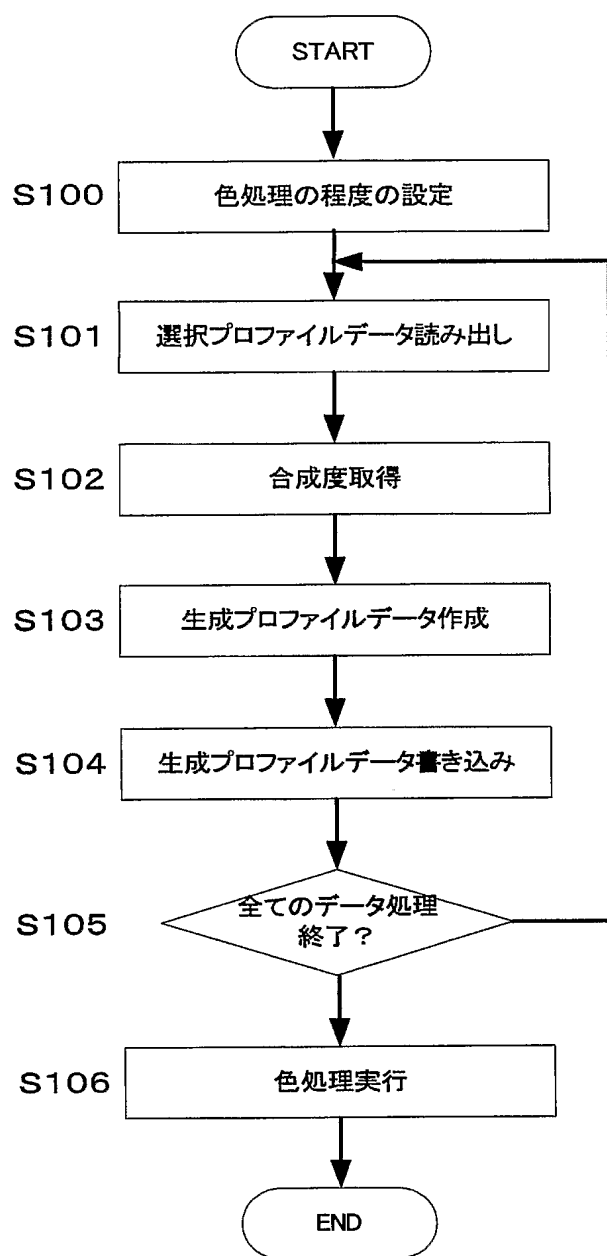 START
S100
色処理の程度の設定
S101
選択プロファイルデータ読み出し
S102
合成度取得
S103
生成プロファイルデータ作成
S104
生成プロファイルデータ書き込み
S105
全てのデータ処理
終了？
S106
色処理実行
END